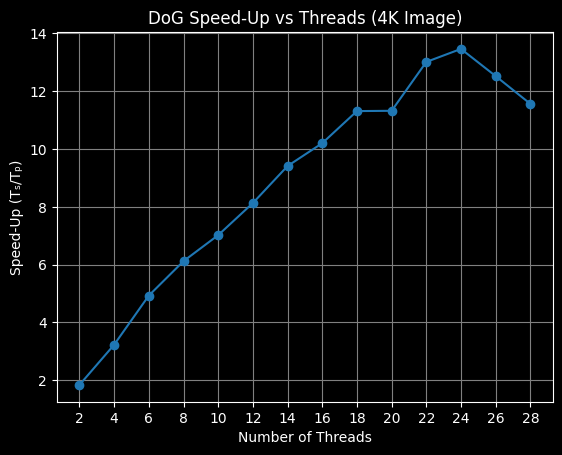 DoG Speed-Up vs Threads (4K Image)
Speed-Up (Tₛ/Tₚ)
14
12
10
8
6
4
2
2 4 6 8 10 12 14 16 18 20 22 24 26 28
Number of Threads